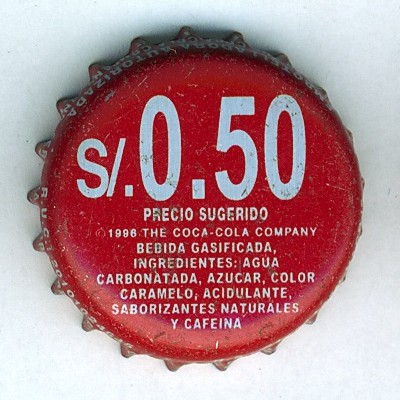 S/.0.50
PRECIO SUGERIDO
©1996 THE COCA-COLA COMPANY
BEBIDA GASIFICADA,
INGREDIENTES: AGUA
CARBONATADA, AZUCAR, COLOR
CARAMELO, ACIDULANTE,
SABORIZANTES NATURALES
Y CAFEINA